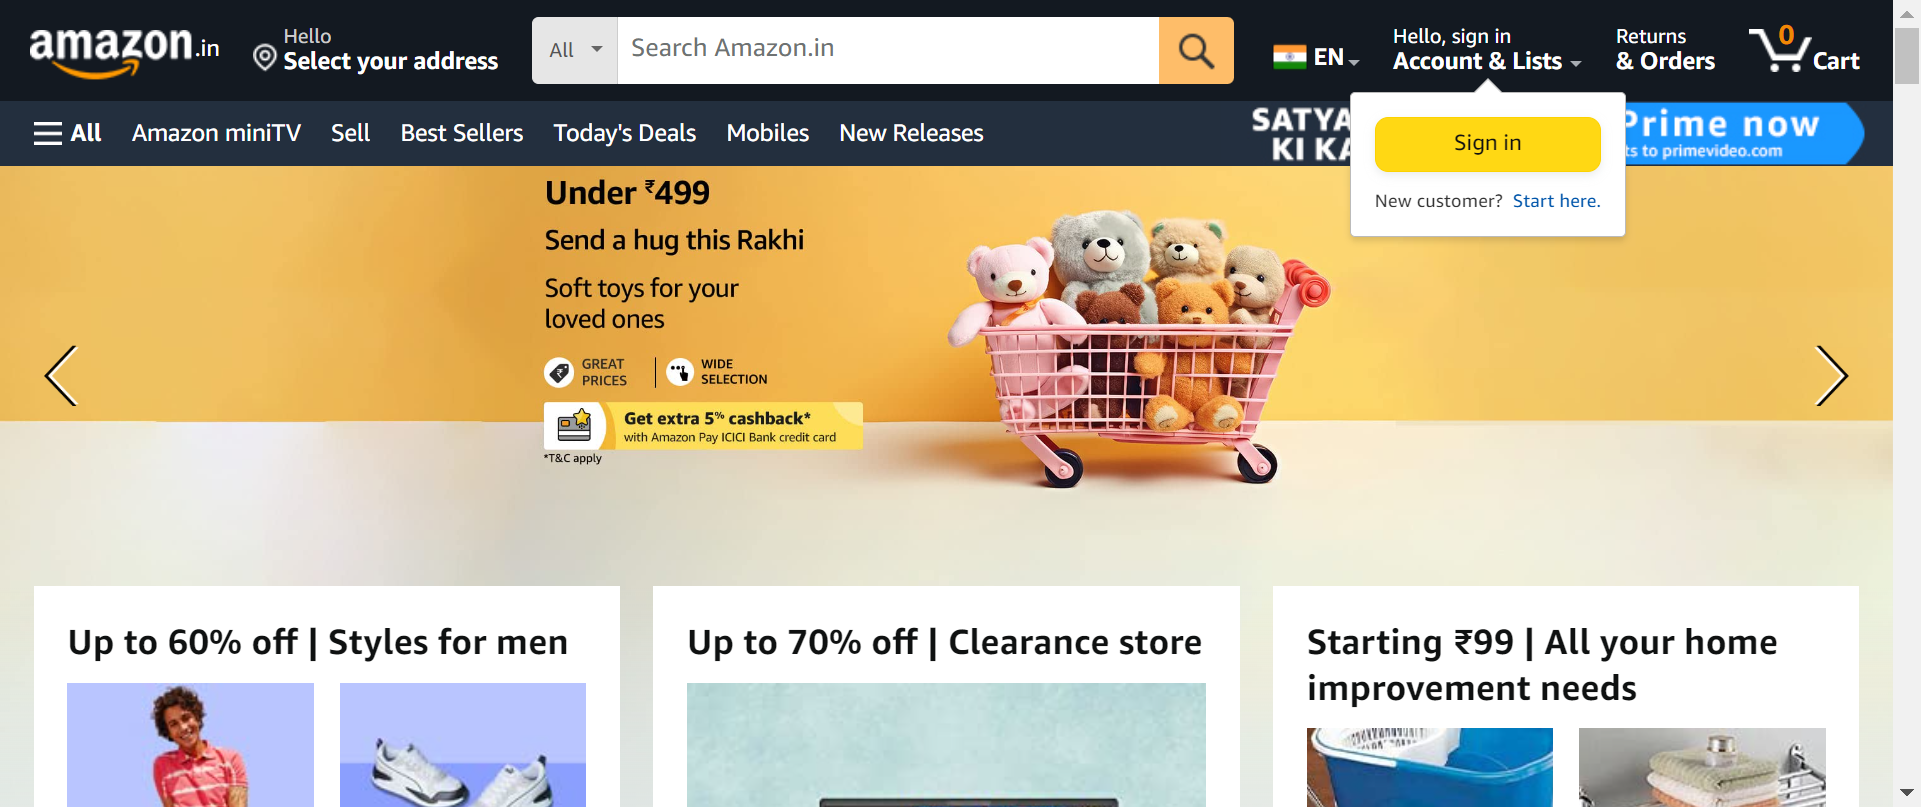 amazon.in
Hello
Select your address
All
Search Amazon.in
EN
Hello, sign in
Account & Lists
Returns
& Orders
0
Cart
All
Amazon miniTV
Sell
Best Sellers
Today's Deals
Mobiles
New Releases
SATYA
KI KA
Prime now
ts to primevideo.com
Sign in
New customer? Start here.
Under ₹499
Send a hug this Rakhi
Soft toys for your
loved ones
GREAT
PRICES
WIDE
SELECTION
Get extra 5% cashback*
with Amazon Pay ICICI Bank credit card
*T&C apply
Up to 60% off | Styles for men
Up to 70% off | Clearance store
Starting ₹99 | All your home
improvement needs